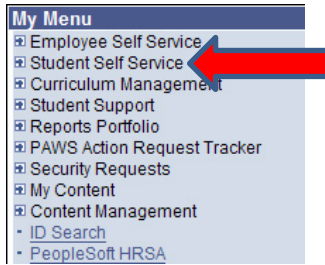 My Menu
Employee Self Service
Student Self Service
Curriculum Management
Student Support
Reports Portfolio
PAWS Action Request Tracker
Security Requests
My Content
Content Management
ID Search
PeopleSoft HRSA